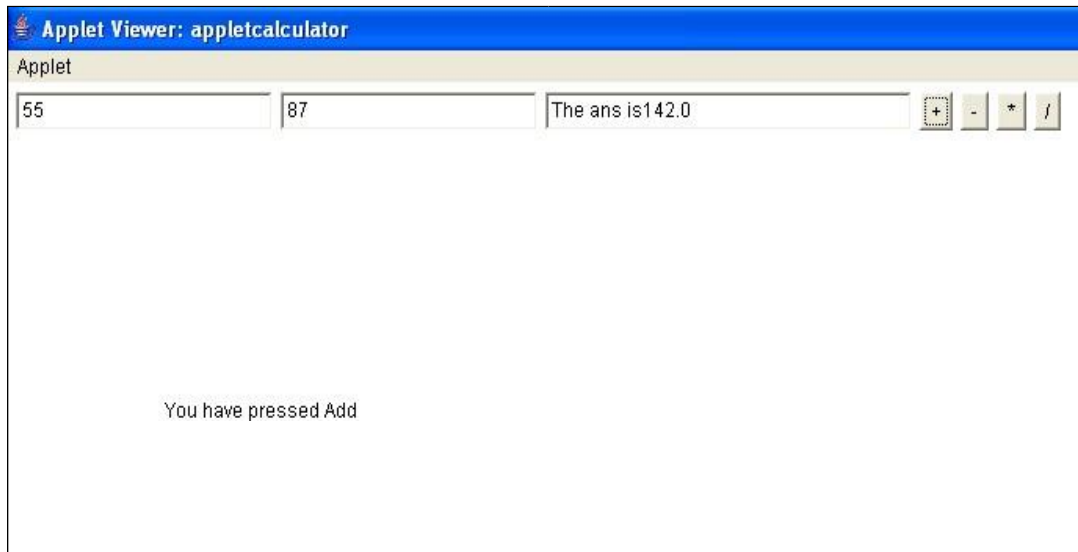 Applet Viewer: appletcalculator
Applet
55 87 The ans is142.0 + - * /
You have pressed Add